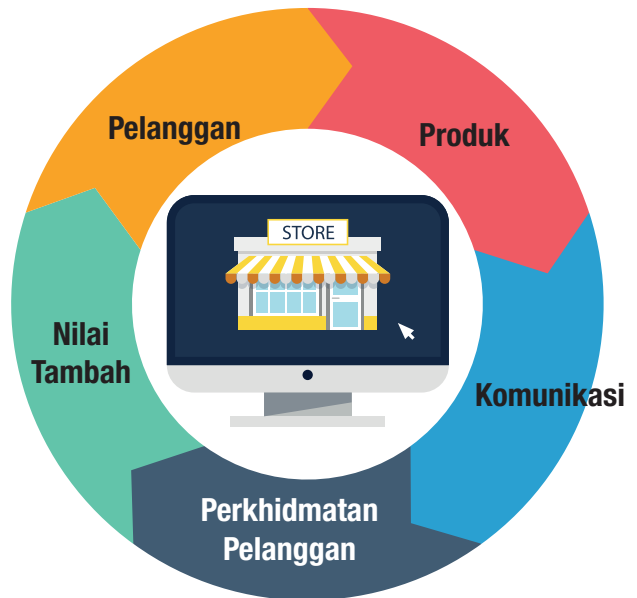 Pelanggan
Produk
STORE
Nilai
Tambah
Komunikasi
Perkhidmatan
Pelanggan